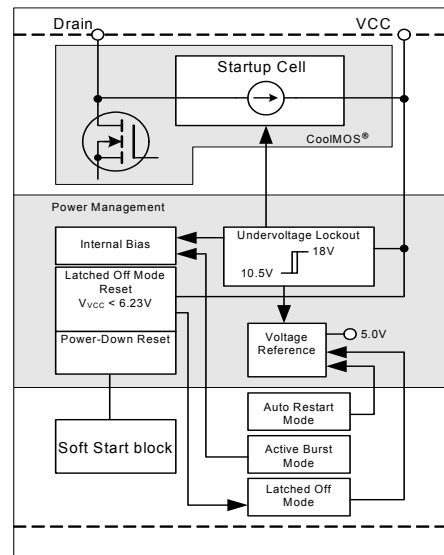 Drain
VCC
Startup Cell
CoolMOS®
Power Management
Internal Bias
Undervoltage Lockout
18V
10.5V
Latched Off Mode
Reset
VVCC < 6.23V
Power-Down Reset
Voltage
Reference
5.0V
Auto Restart
Mode
Soft Start block
Active Burst
Mode
Latched Off
Mode